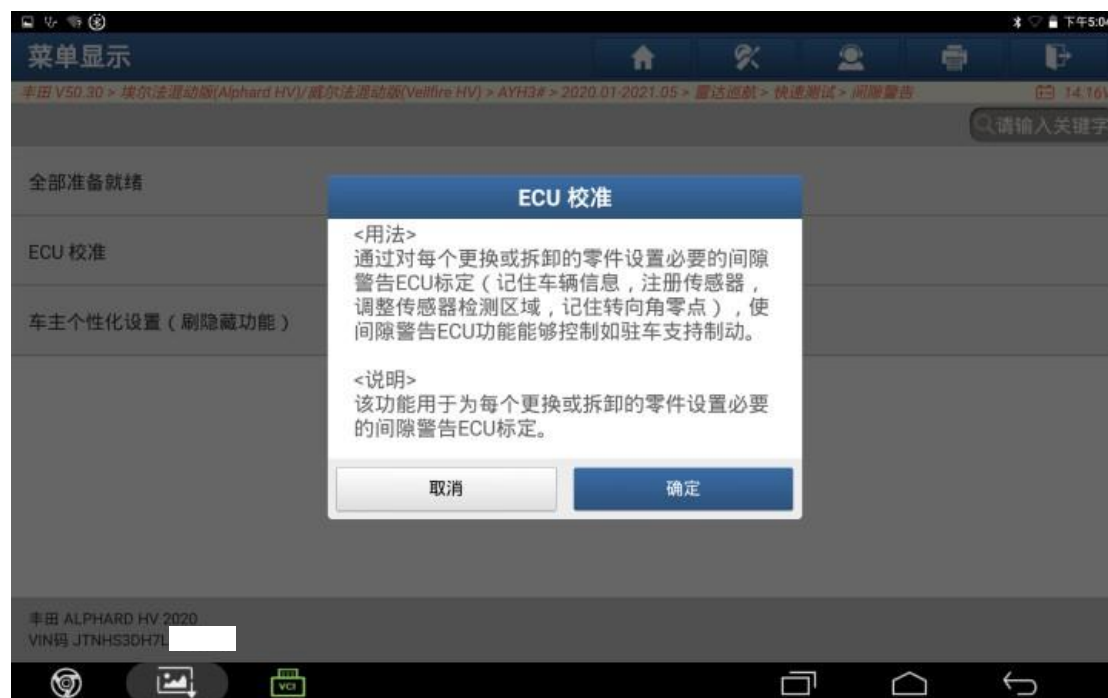 下午5:04
菜单显示
丰田 V50.30 > 埃尔法混动版(Alphard HV)/威尔法混动版(Vellfire HV) > AYH3# > 2020.01-2021.05 > 雷达巡航 > 快速测试 > 间隙警告
14.16V
请输入关键字
全部准备就绪
ECU 校准
车主个性化设置（刷隐藏功能）
ECU 校准
<用法>
通过对每个更换或拆卸的零件设置必要的间隙
警告ECU标定（记住车辆信息，注册传感器，
调整传感器检测区域，记住转向角零点），使
间隙警告ECU功能能够控制如驻车支持制动。
<说明>
该功能用于为每个更换或拆卸的零件设置必要
的间隙警告ECU标定。
取消
确定
丰田 ALPHARD HV 2020
VIN码 JTNHS3DH7L
VCI